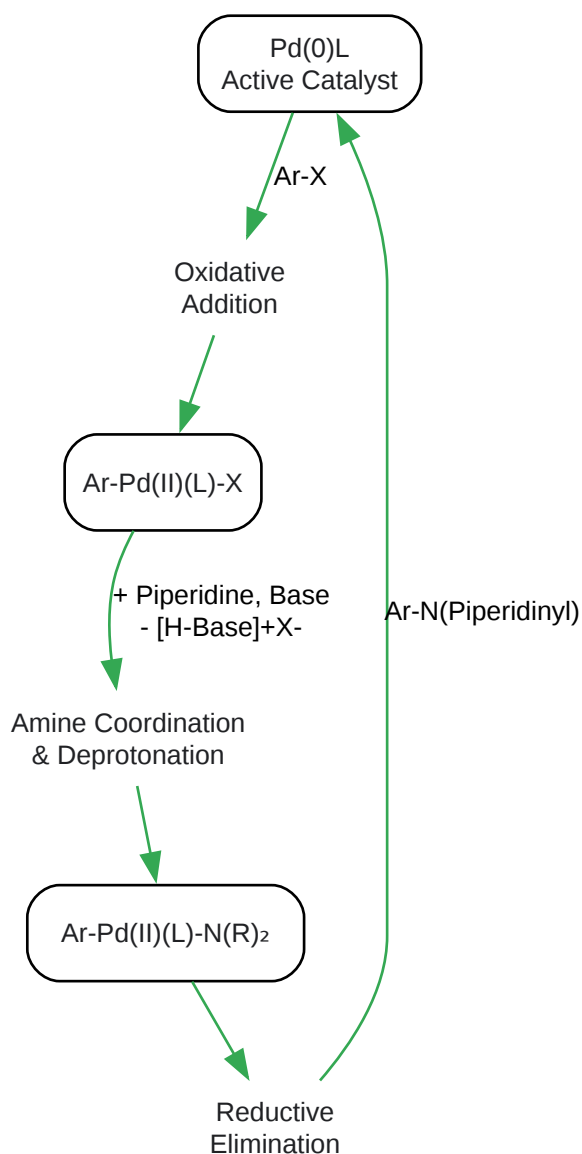 Pd(0)L
Active Catalyst
Ar-X
Oxidative
Addition
Ar-Pd(II)(L)-X
+ Piperidine, Base
- [H-Base]+X-
Ar-N(Piperidinyl)
Amine Coordination
& Deprotonation
Ar-Pd(II)(L)-N(R)₂
Reductive
Elimination